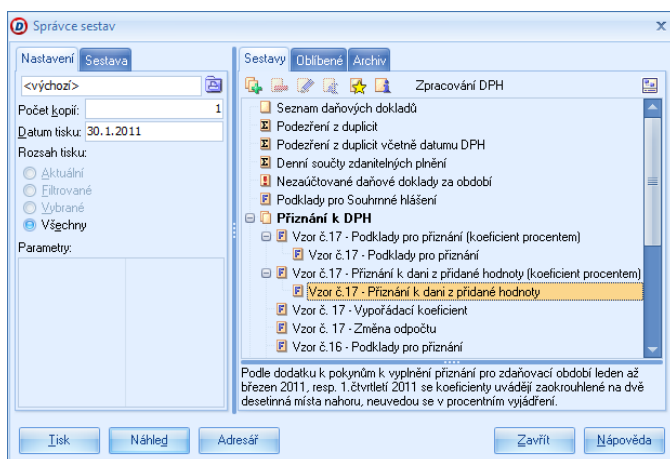 Správce sestav
Nastavení Sestava
<výchozí>
Počet kopií: 1
Datum tisku: 30.1.2011
Rozsah tisku:
Aktuální
Filtrované
Vybrané
Všechny
Parametry:
Sestavy Oblíbené Archiv
Zpracování DPH
Seznam daňových dokladů
Podezření z duplicit
Podezření z duplicit včetně datumu DPH
Denní součty zdanitelných plnění
Nezaúčtované daňové doklady za období
Podklady pro Souhrnné hlášení
Přiznání k DPH
Vzor č.17 - Podklady pro přiznání (koeficient procentem)
Vzor č.17 - Podklady pro přiznání
Vzor č.17 - Přiznání k dani z přidané hodnoty (koeficient procentem)
Vzor č.17 - Přiznání k dani z přidané hodnoty
Vzor č. 17 - Vypořádací koeficient
Vzor č. 17 - Změna odpočtu
Vzor č.16 - Podklady pro přiznání
Podle dodatku k pokynům k vyplnění přiznání pro zdaňovací období leden až
březen 2011, resp. 1.čtvrtletí 2011 se koeficienty uvádějí zaokrouhlené na dvě
desetinná místa nahoru, neuvedou se v procentním vyjádření.
Tisk Náhled Adresář Zavřít Nápověda